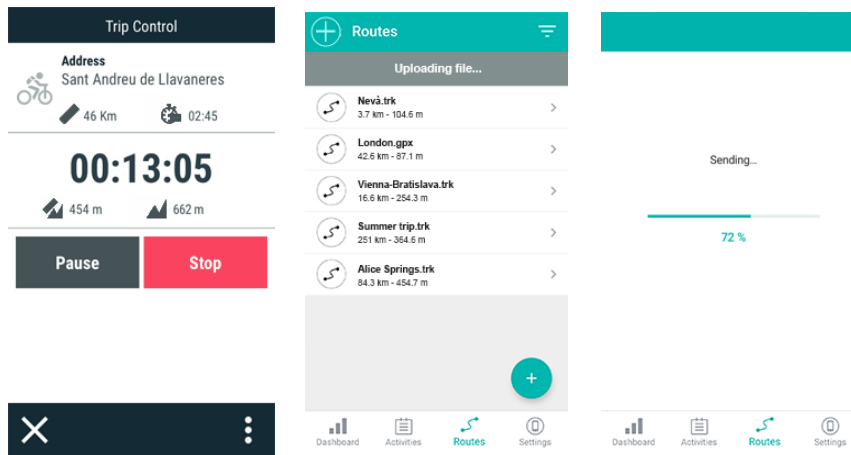 Trip Control
Address
Sant Andreu de Llavaneres
46 Km 02:45
00:13:05
454 m 662 m
Pause Stop
Routes
Uploading file...
Nevà.trk
3.7 km - 104.6 m
London.gpx
42.6 km - 87.1 m
Vienna-Bratislava.trk
16.6 km - 254.3 m
Summer trip.trk
251 km - 364.6 m
Alice Springs.trk
84.3 km - 454.7 m
Dashboard Activities Routes Settings
Sending...
72 %
Dashboard Activities Routes Settings